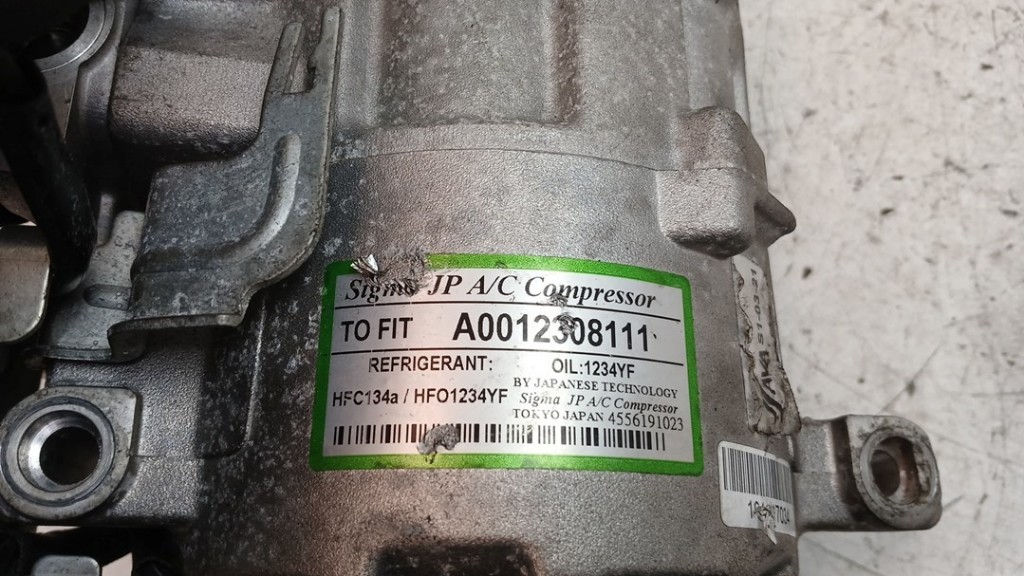 Sigma JP A/C Compressor
TO FIT A0012308111
REFRIGERANT: OIL:1234YF
HFC134a / HFO1234YF
BY JAPANESE TECHNOLOGY
Sigma JP A/C Compressor
TOKYO JAPAN 4556191023